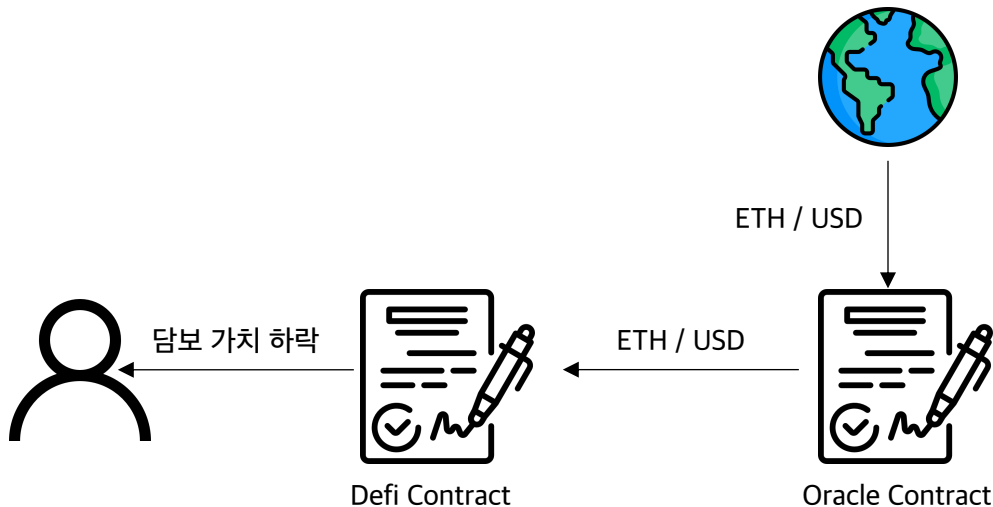 ETH / USD
담보 가치 하락
ETH / USD
Defi Contract
Oracle Contract